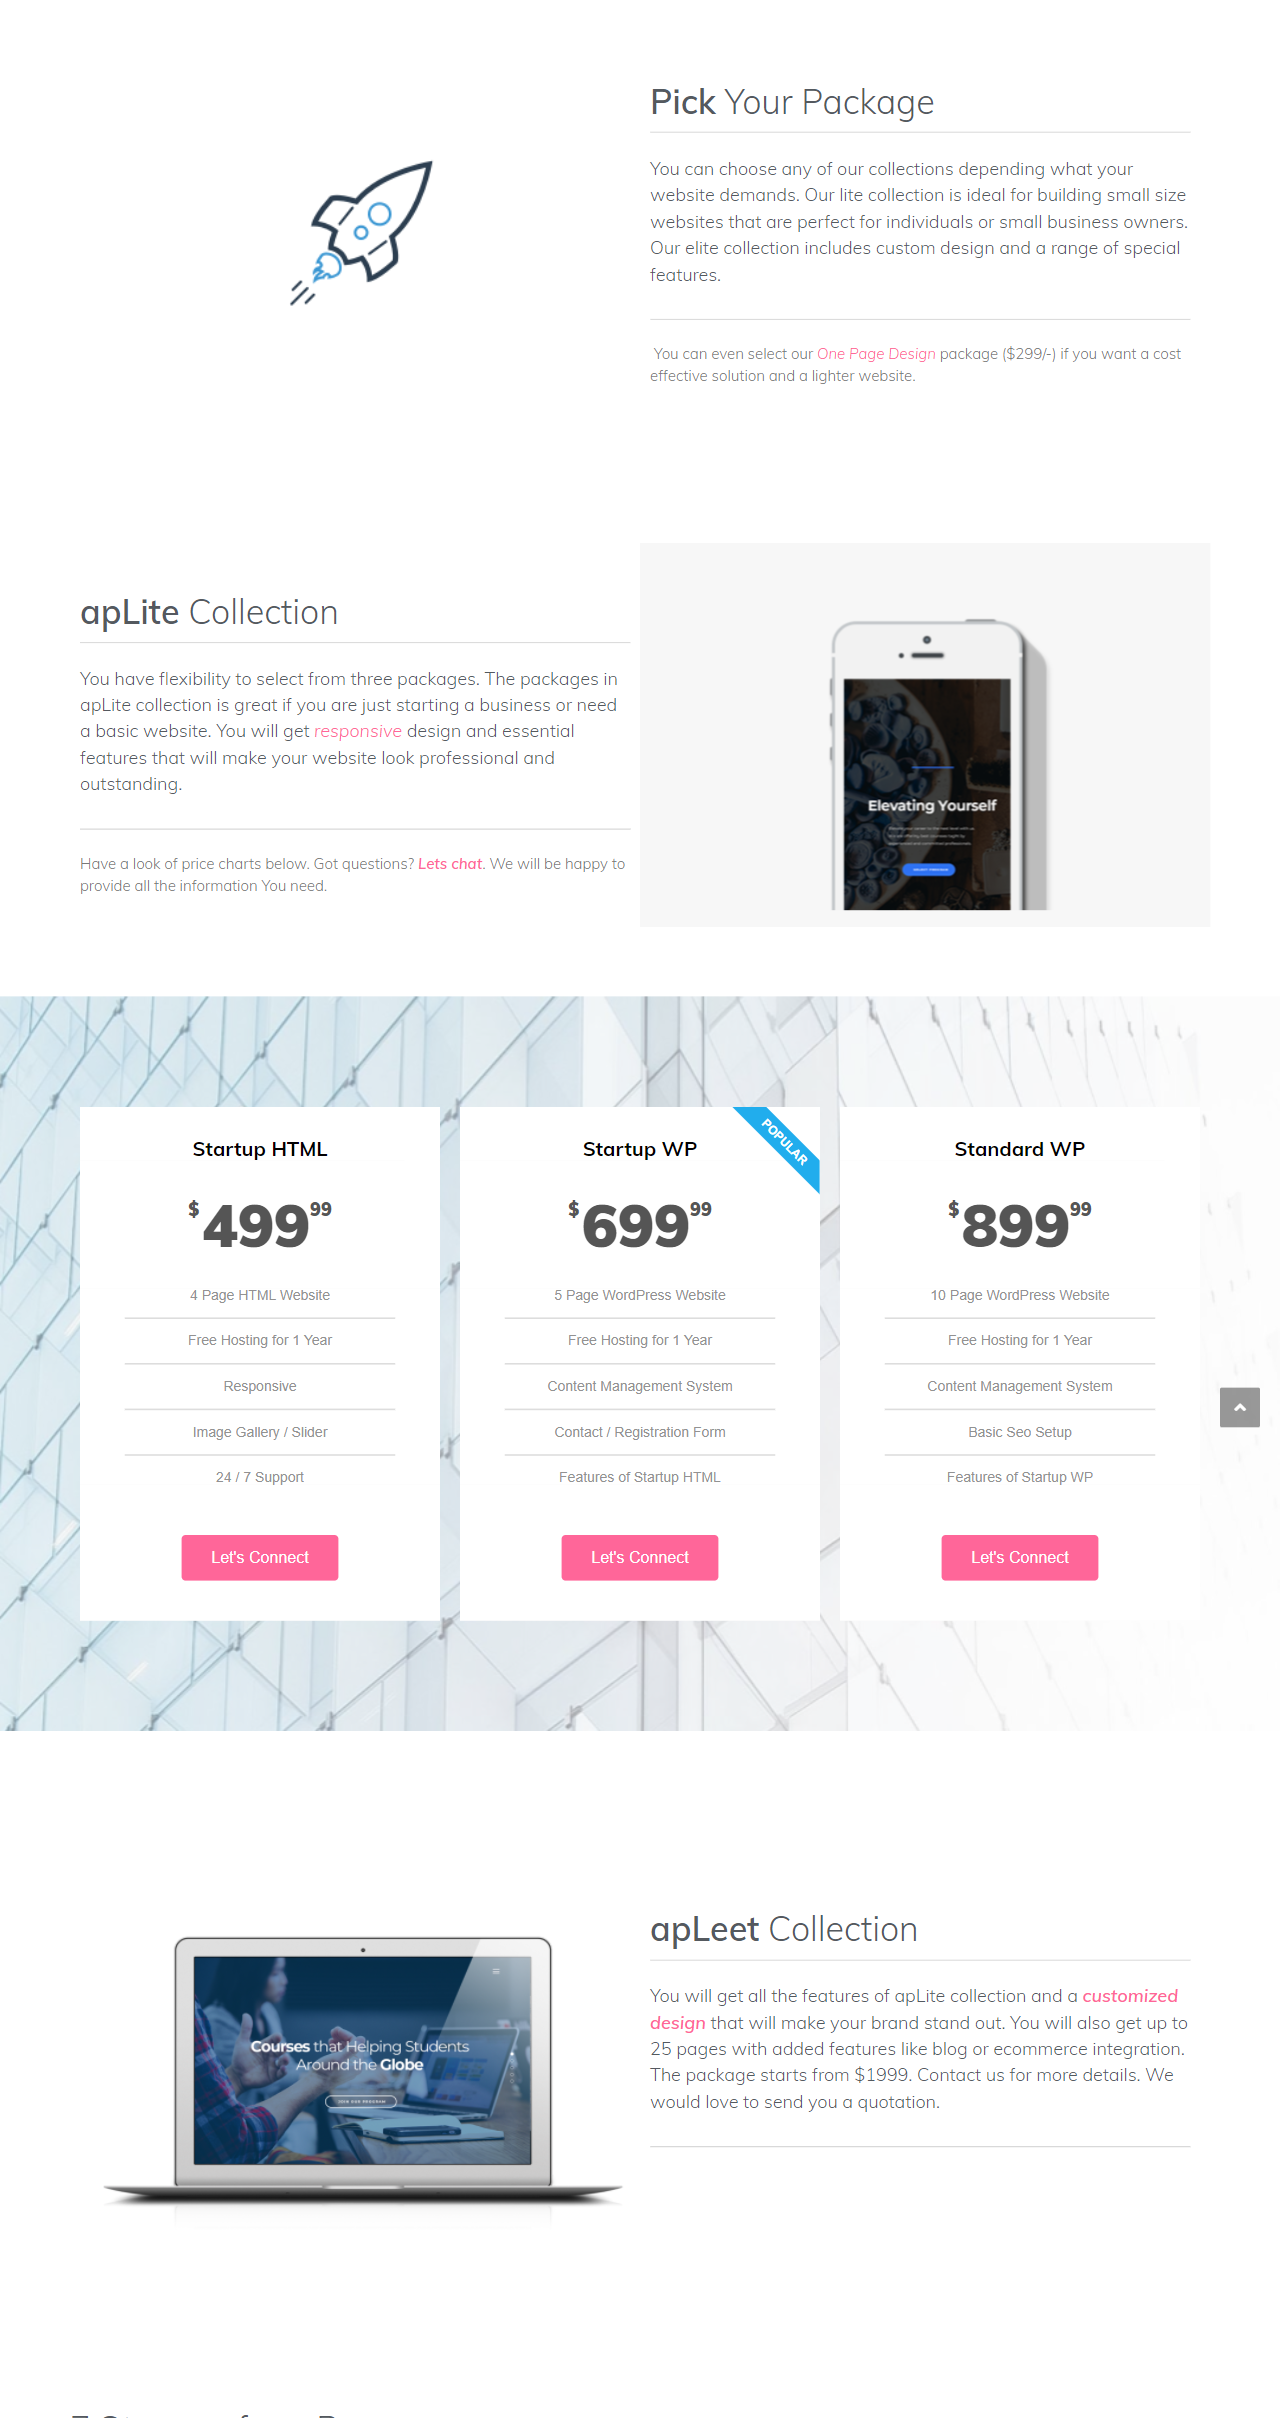 Pick Your Package
You can choose any of our collections depending what your
website demands. Our lite collection is ideal for building small size
websites that are perfect for individuals or small business owners.
Our elite collection includes custom design and a range of special
features.
You can even select our One Page Design package ($299/-) if you want a cost
effective solution and a lighter website.
apLite Collection
You have flexibility to select from three packages. The packages in
apLite collection is great if you are just starting a business or need
a basic website. You will get responsive design and essential
features that will make your website look professional and
outstanding.
Have a look of price charts below. Got questions? Lets chat. We will be happy to
provide all the information You need.
Elevating Yourself
Startup HTML
$49999
4 Page HTML Website
Free Hosting for 1 Year
Responsive
Image Gallery / Slider
24 / 7 Support
Let's Connect
POPULAR
Startup WP
$69999
5 Page WordPress Website
Free Hosting for 1 Year
Content Management System
Contact / Registration Form
Features of Startup HTML
Let's Connect
Standard WP
$89999
10 Page WordPress Website
Free Hosting for 1 Year
Content Management System
Basic Seo Setup
Features of Startup WP
Let's Connect
Courses that Helping Students
Around the Globe
JOIN OUR PROGRAM
apLeet Collection
You will get all the features of apLite collection and a customized
design that will make your brand stand out. You will also get up to
25 pages with added features like blog or ecommerce integration.
The package starts from $1999. Contact us for more details. We
would love to send you a quotation.